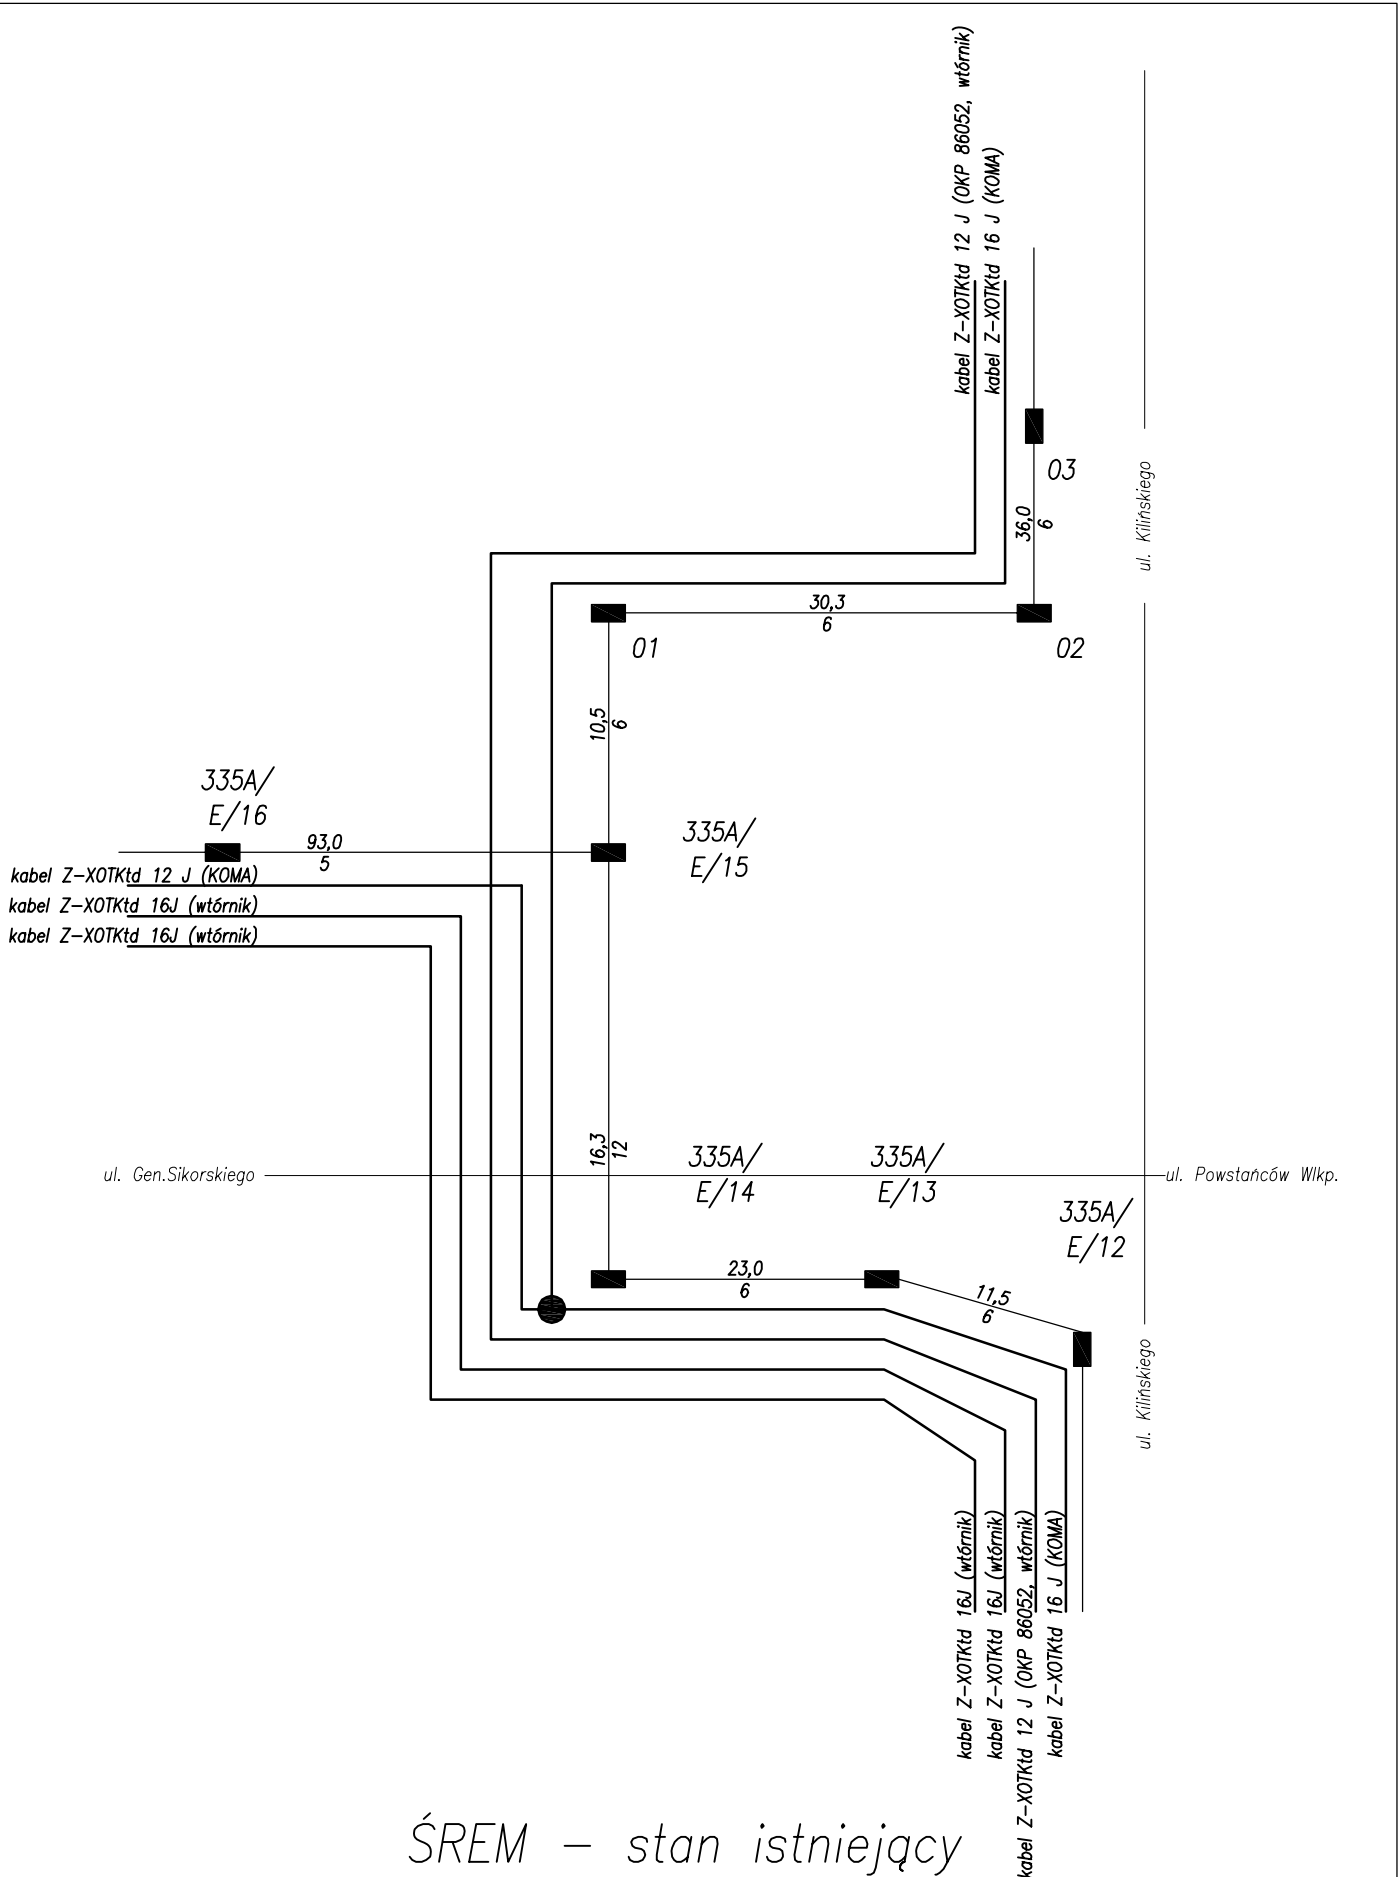 kabel Z-XOTKtd 12 J (OKP 86052, wtórnik)
kabel Z-XOTKtd 16 J (KOMA)
03
ul. Kilińskiego
36,0
6
30,3
6
01
02
10,5
6
335A/
E/16
93,0
5
335A/
E/15
kabel Z-XOTKtd 12 J (KOMA)
kabel Z-XOTKtd 16J (wtórnik)
kabel Z-XOTKtd 16J (wtórnik)
16,3
12
335A/
E/14
335A/
E/13
ul. Gen.Sikorskiego
ul. Powstańców Wlkp.
335A/
E/12
23,0
6
11,5
6
ul. Kilińskiego
kabel Z-XOTKtd 16J (wtórnik)
kabel Z-XOTKtd 16J (wtórnik)
kabel Z-XOTKtd 12 J (OKP 86052, wtórnik)
kabel Z-XOTKtd 16 J (KOMA)
ŚREM – stan istniejący